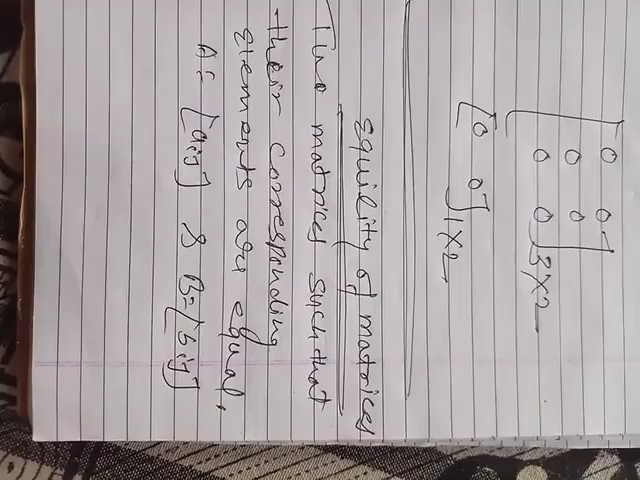 [0 0
0 0
0 0] 3×2
[0 0] 1×2
equility of matrices
Two matrices such that
their corresponding
elements are equal,
A = [aij] & B = [bij]